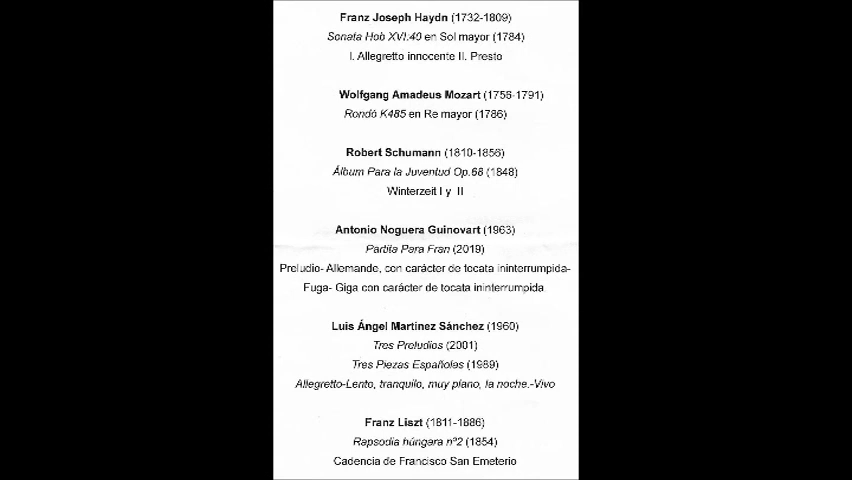 Franz Joseph Haydn (1732-1809)
Sonata Hob XVI:40 en Sol mayor (1784)
I. Allegretto innocente II. Presto
Wolfgang Amadeus Mozart (1756-1791)
Rondó K485 en Re mayor (1786)
Robert Schumann (1810-1856)
Álbum Para la Juventud Op.68 (1848)
Winterzeit I y II
Antonio Noguera Guinovart (1963)
Partita Para Fran (2019)
Preludio- Allemande, con carácter de tocata ininterrumpida-
Fuga- Giga con carácter de tocata ininterrumpida
Luis Ángel Martínez Sánchez (1960)
Tres Preludios (2001)
Tres Piezas Españolas (1989)
Allegretto-Lento, tranquilo, muy plano, la noche.-Vivo
Franz Liszt (1811-1886)
Rapsodia húngara nº2 (1854)
Cadencia de Francisco San Emeterio